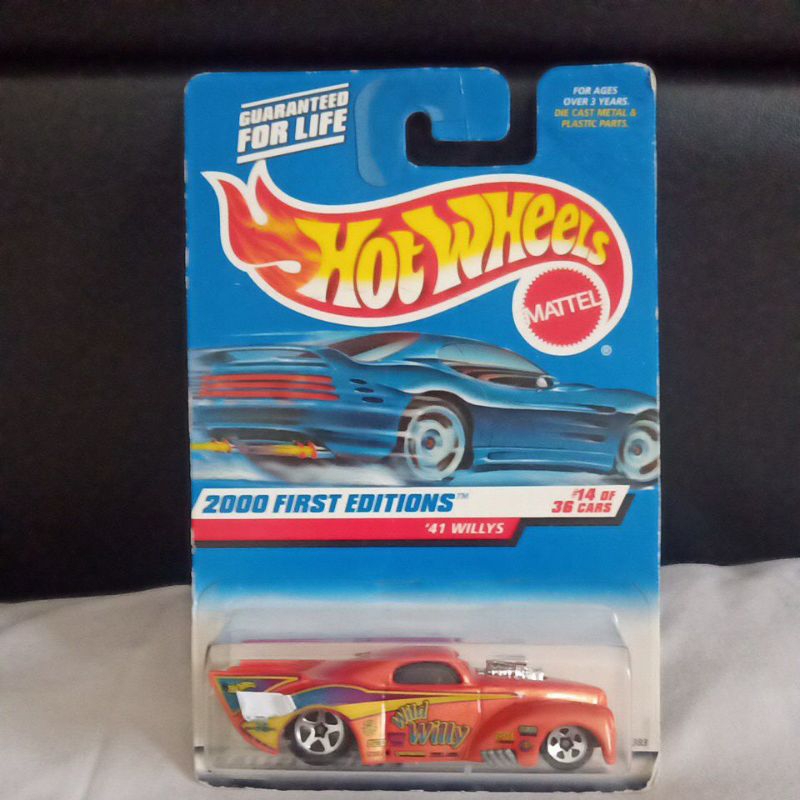 GUARANTEED
FOR LIFE
FOR AGES
OVER 3 YEARS.
DIE CAST METAL &
PLASTIC PARTS.
HOT WHEELS
MATTEL
®
2000 FIRST EDITIONS™
#14 OF
36 CARS
'41 WILLYS
Wild
Willy